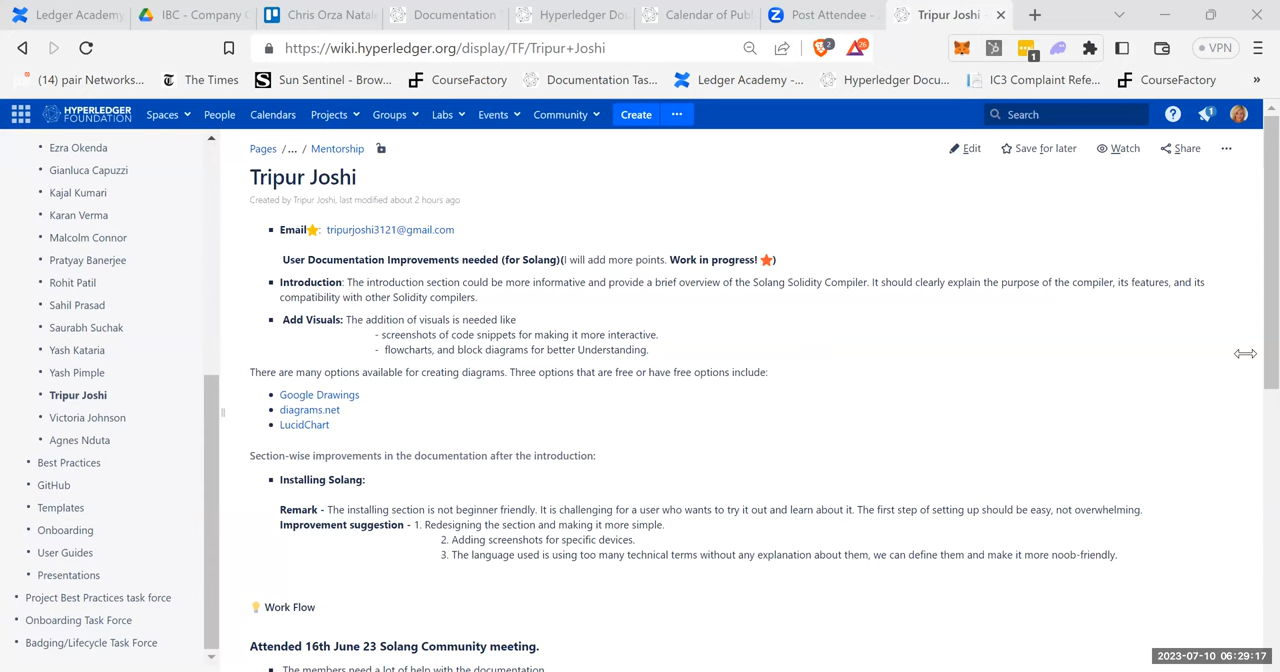 Ledger Academy
IBC - Company C
Chris Orza Natale
Documentation
Hyperledger Doc
Calendar of Pub
Post Attendee -
Tripur Joshi -
https://wiki.hyperledger.org/display/TF/Tripur+Joshi
2
26
1
VPN
(14) pair Networks...
The Times
Sun Sentinel - Brow...
CourseFactory
Documentation Tas...
Ledger Academy -...
Hyperledger Docu...
IC3 Complaint Refe...
CourseFactory
»
HYPERLEDGER
FOUNDATION
Spaces
People
Calendars
Projects
Groups
Labs
Events
Community
Create
Search
1
Ezra Okenda
Gianluca Capuzzi
Kajal Kumari
Karan Verma
Malcolm Connor
Pratyay Banerjee
Rohit Patil
Sahil Prasad
Saurabh Suchak
Yash Kataria
Yash Pimple
Tripur Joshi
Victoria Johnson
Agnes Nduta
Best Practices
GitHub
Templates
Onboarding
User Guides
Presentations
Project Best Practices task force
Onboarding Task Force
Badging/Lifecycle Task Force
Pages /... / Mentorship
Edit
Save for later
Watch
Share
Tripur Joshi
Created by Tripur Joshi, last modified about 2 hours ago
Email⭐: tripurjoshi3121@gmail.com
User Documentation Improvements needed (for Solang)(I will add more points. Work in progress! )
Introduction: The introduction section could be more informative and provide a brief overview of the Solang Solidity Compiler. It should clearly explain the purpose of the compiler, its features, and its
compatibility with other Solidity compilers.
Add Visuals: The addition of visuals is needed like
- screenshots of code snippets for making it more interactive.
- flowcharts, and block diagrams for better Understanding.
There are many options available for creating diagrams. Three options that are free or have free options include:
Google Drawings
diagrams.net
LucidChart
Section-wise improvements in the documentation after the introduction:
Installing Solang:
Remark - The installing section is not beginner friendly. It is challenging for a user who wants to try it out and learn about it. The first step of setting up should be easy, not overwhelming.
Improvement suggestion - 1. Redesigning the section and making it more simple.
2. Adding screenshots for specific devices.
3. The language used is using too many technical terms without any explanation about them, we can define them and make it more noob-friendly.
💡 Work Flow
Attended 16th June 23 Solang Community meeting.
The members need a lot of help with the documentation
2023-07-10 06:29:17